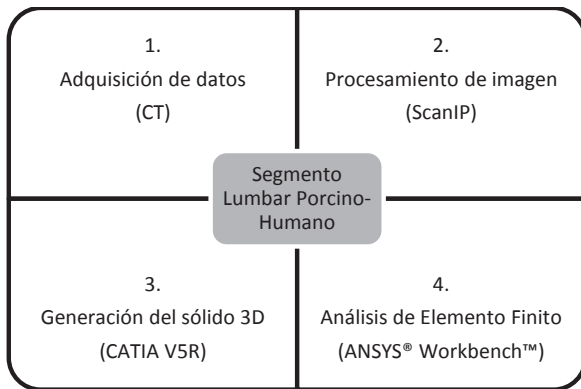 1.
Adquisición de datos
(CT)
2.
Procesamiento de imagen
(ScanIP)
Segmento
Lumbar Porcino-
Humano
3.
Generación del sólido 3D
(CATIA V5R)
4.
Análisis de Elemento Finito
(ANSYS® Workbench™)